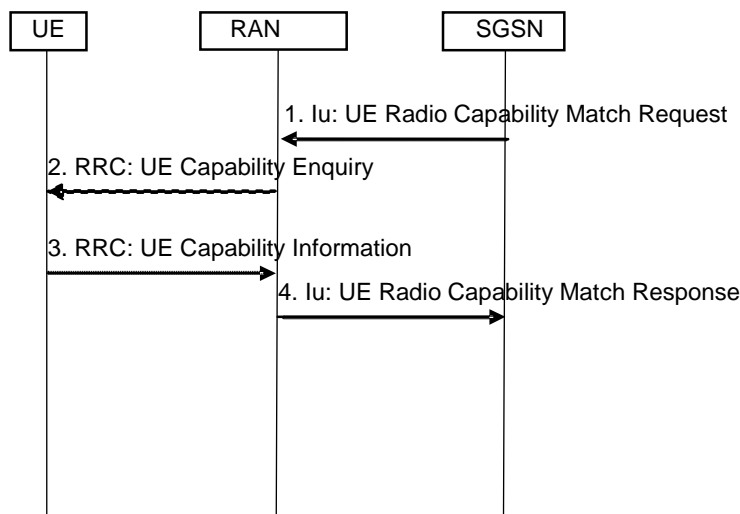 UE
RAN
SGSN
1. Iu: UE Radio Capability Match Request
2. RRC: UE Capability Enquiry
3. RRC: UE Capability Information
4. Iu: UE Radio Capability Match Response